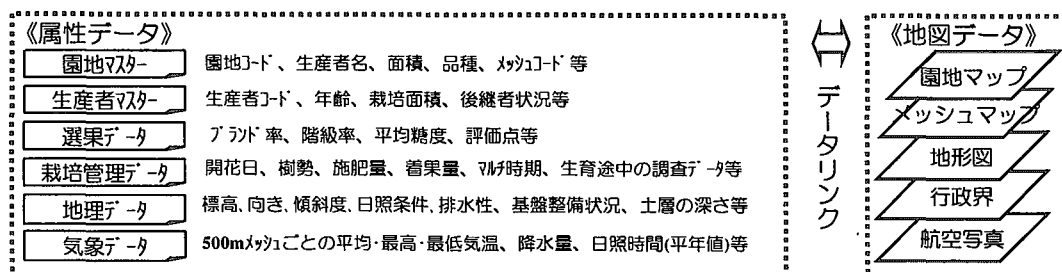 《属性データ》
園地マスター 園地コード、生産者名、面積、品種、メッシュコード等
生産者マスター 生産者コード、年齢、栽培面積、後継者状況等
選果データ ブランド率、階級率、平均糖度、評価点等
栽培管理データ 開花日、樹勢、施肥量、着果量、マルチ時期、生育途中の調査データ等
地理データ 標高、向き、傾斜度、日照条件、排水性、基盤整備状況、土層の深さ等
気象データ 500mメッシュごとの平均・最高・最低気温、降水量、日照時間(平年値)等
データリンク
《地図データ》
園地マップ
メッシュマップ
地形図
行政界
航空写真